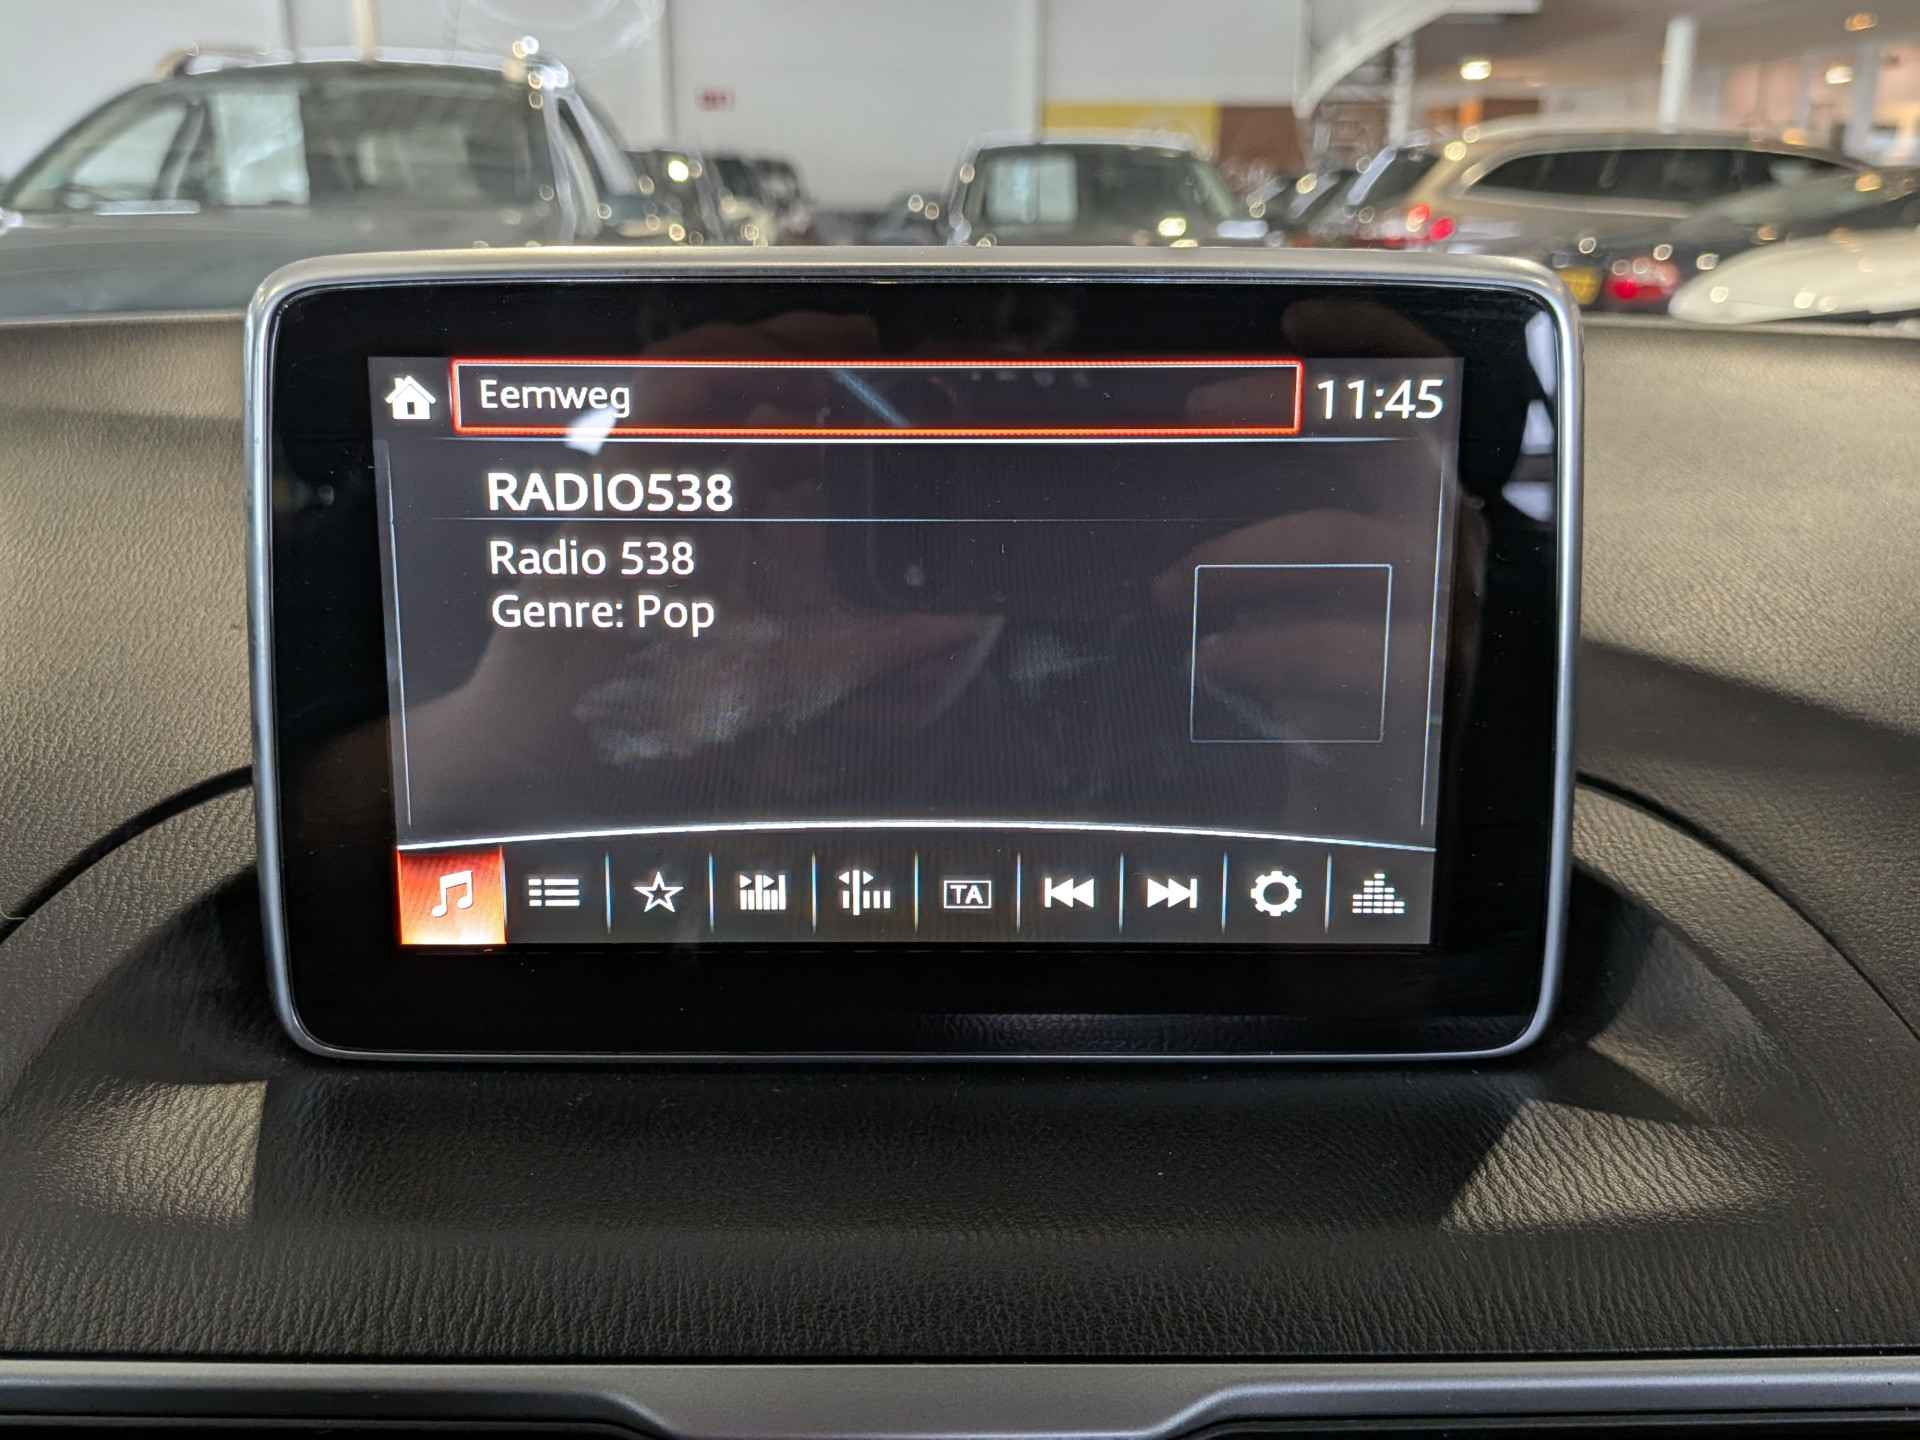 Eemweg 11:45
RADIO538
Radio 538
Genre: Pop
TA